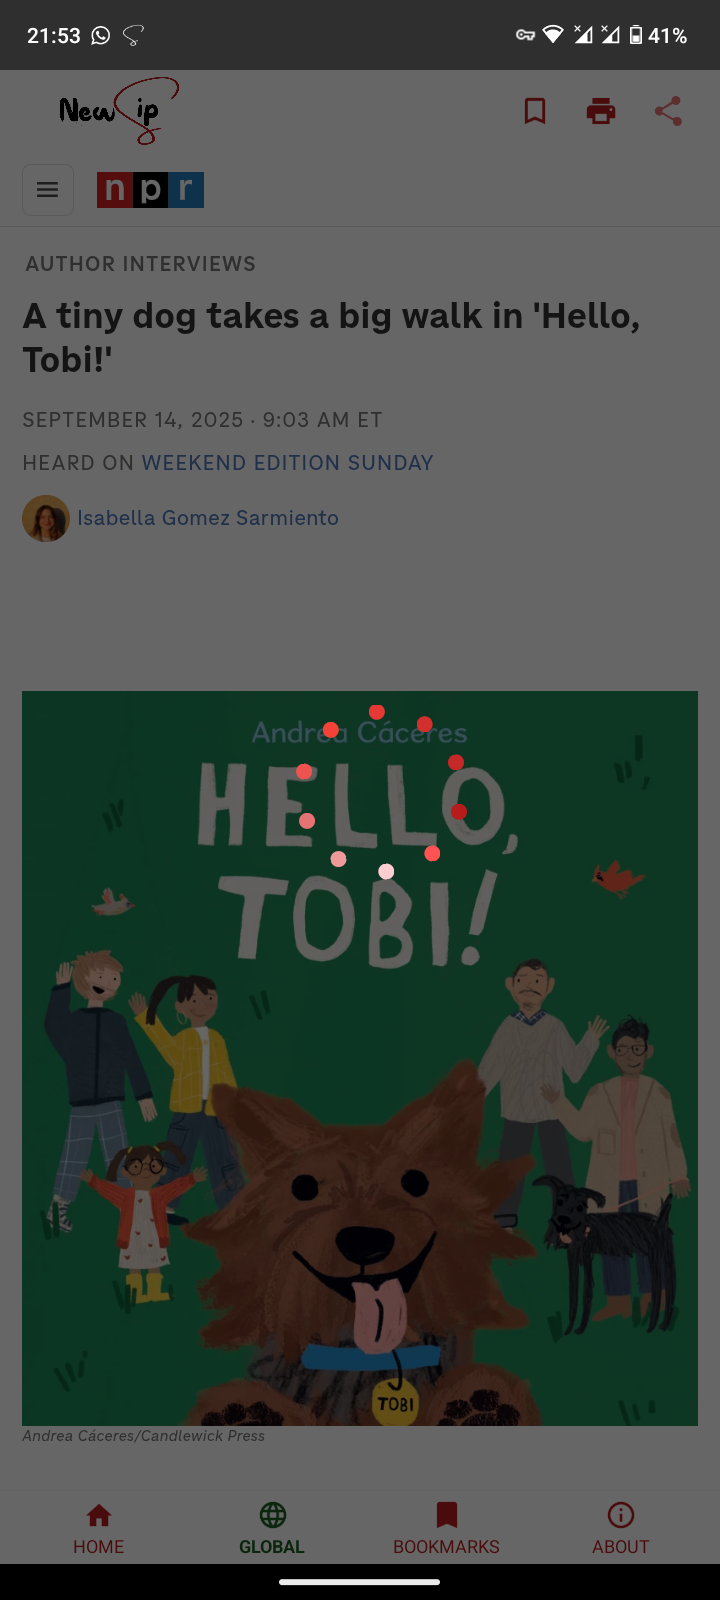 21:53
41%
New Sip
npr
AUTHOR INTERVIEWS
A tiny dog takes a big walk in 'Hello,
Tobi!'
SEPTEMBER 14, 2025 · 9:03 AM ET
HEARD ON WEEKEND EDITION SUNDAY
Isabella Gomez Sarmiento
Andrea Cáceres
HELLO,
TOBI!
TOBI
Andrea Cáceres/Candlewick Press
HOME
GLOBAL
BOOKMARKS
ABOUT